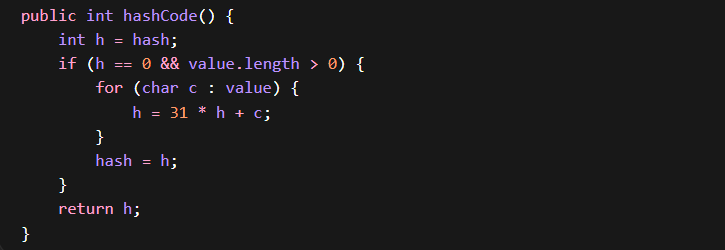 public int hashCode() {
    int h = hash;
    if (h == 0 && value.length > 0) {
        for (char c : value) {
            h = 31 * h + c;
        }
        hash = h;
    }
    return h;
}